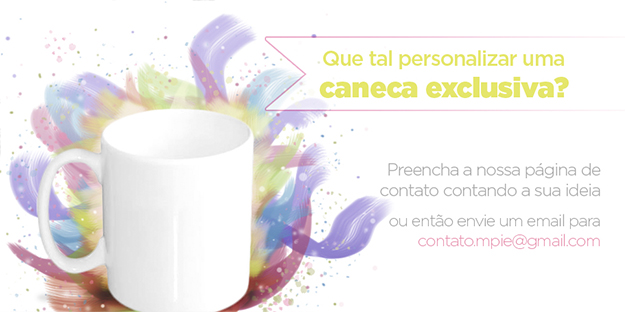 Que tal personalizar uma
caneca exclusiva?
Preencha a nossa página de
contato contando a sua ideia
ou então envie um email para
contato.mpie@gmail.com